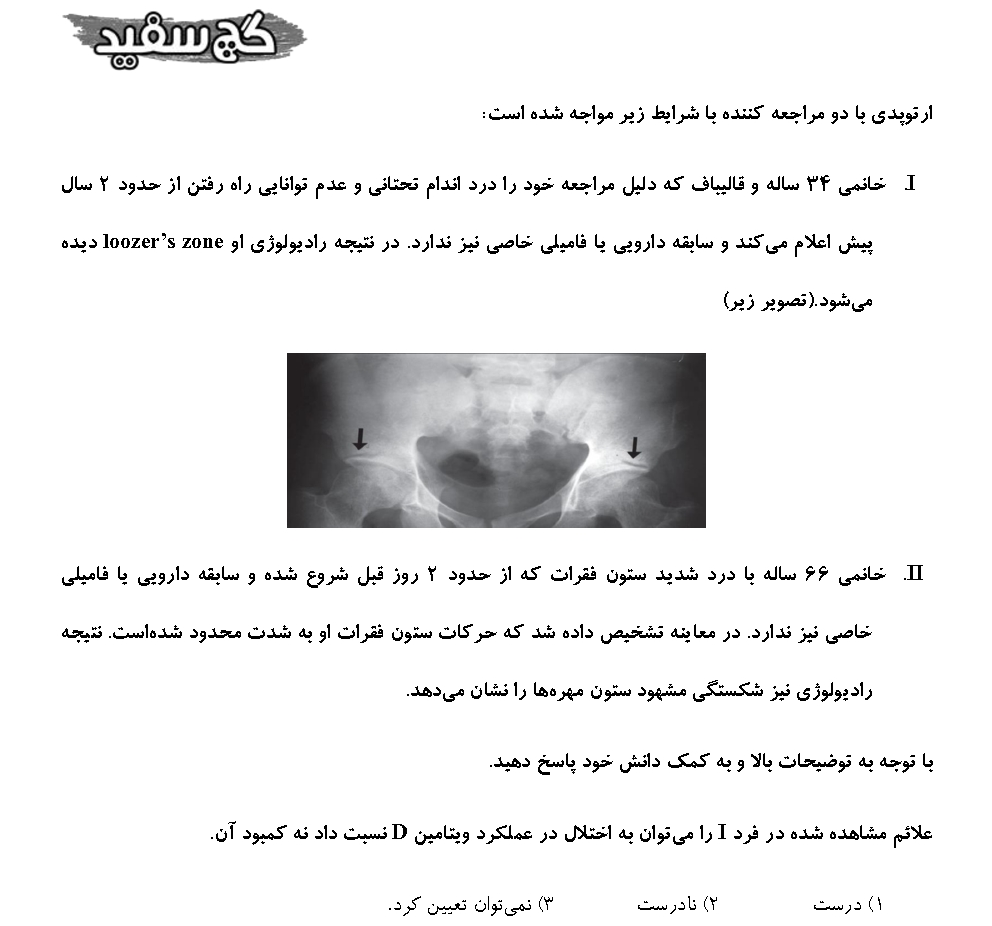 گچ سفید
ارتوپدی با دو مراجعه کننده با شرایط زیر مواجه شده است:
I. خانمی ۳۴ ساله و قالیباف که دلیل مراجعه خود را درد اندام تحتانی و عدم توانایی راه رفتن از حدود ۲ سال
پیش اعلام می‌کند و سابقه دارویی یا فامیلی خاصی نیز ندارد. در نتیجه رادیولوژی او loozer's zone دیده
می‌شود.(تصویر زیر)
II. خانمی ۶۶ ساله با درد شدید ستون فقرات که از حدود ۲ روز قبل شروع شده و سابقه دارویی یا فامیلی
خاصی نیز ندارد. در معاینه تشخیص داده شد که حرکات ستون فقرات او به شدت محدود شده‌است. نتیجه
رادیولوژی نیز شکستگی مشهود ستون مهره‌ها را نشان می‌دهد.
با توجه به توضیحات بالا و به کمک دانش خود پاسخ دهید.
علائم مشاهده شده در فرد I را می‌توان به اختلال در عملکرد ویتامین D نسبت داد نه کمبود آن.
۱) درست ۲) نادرست ۳) نمی‌توان تعیین کرد.